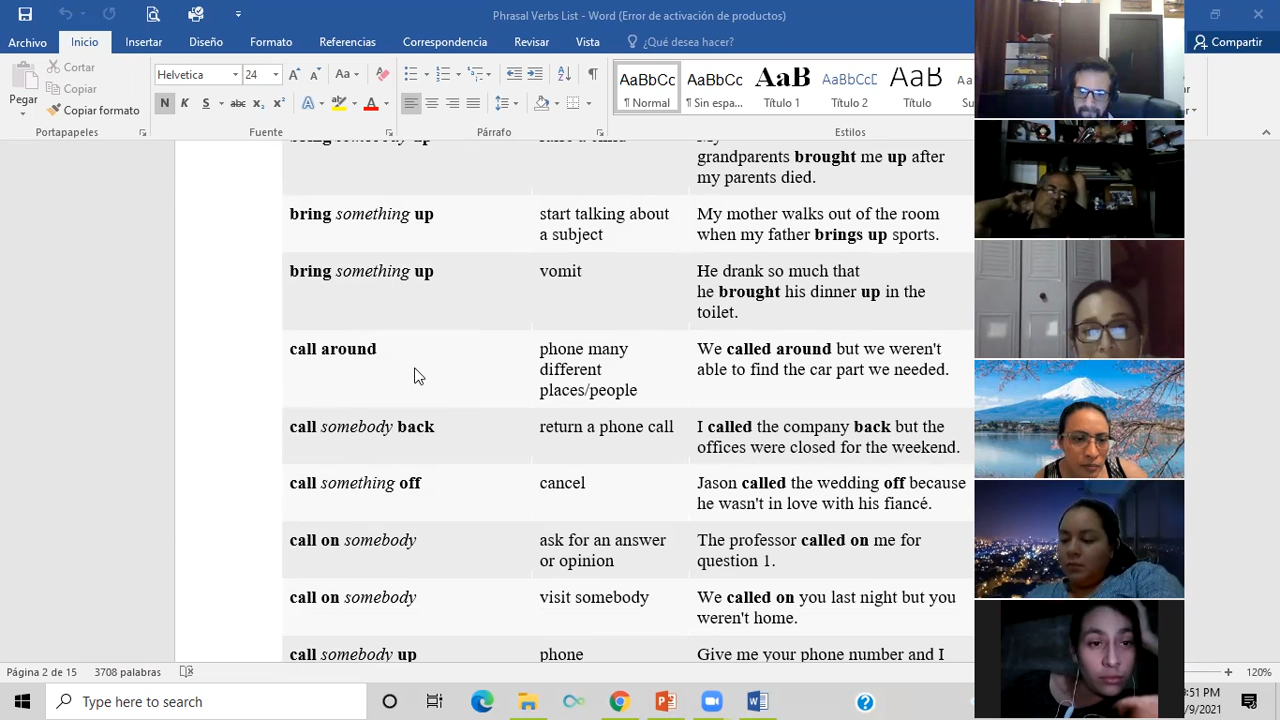 Phrasal Verbs List - Word (Error de activación de productos)
Archivo Inicio Insertar Diseño Formato Referencias Correspondencia Revisar Vista ¿Qué desea hacer? Compartir
Pegar Cortar
Copiar
Copiar formato
Portapapeles
Helvetica 24
N K S abc x₂ x²
Fuente
Párrafo
AaBbCc ¶ Normal
AaBbCc ¶ Sin espa...
AaB Título 1
AaBbCcD Título 2
AaB Título
Estilos
grandparents brought me up after
my parents died.
bring something up
start talking about
a subject
My mother walks out of the room
when my father brings up sports.
bring something up
vomit
He drank so much that
he brought his dinner up in the
toilet.
call around
phone many
different
places/people
We called around but we weren't
able to find the car part we needed.
call somebody back
return a phone call
I called the company back but the
offices were closed for the weekend.
call something off
cancel
Jason called the wedding off because
he wasn't in love with his fiancé.
call on somebody
ask for an answer
or opinion
The professor called on me for
question 1.
call on somebody
visit somebody
We called on you last night but you
weren't home.
call somebody up
phone
Give me your phone number and I
Página 2 de 15 3708 palabras 120%
Type here to search
:51 PM
/9/2021